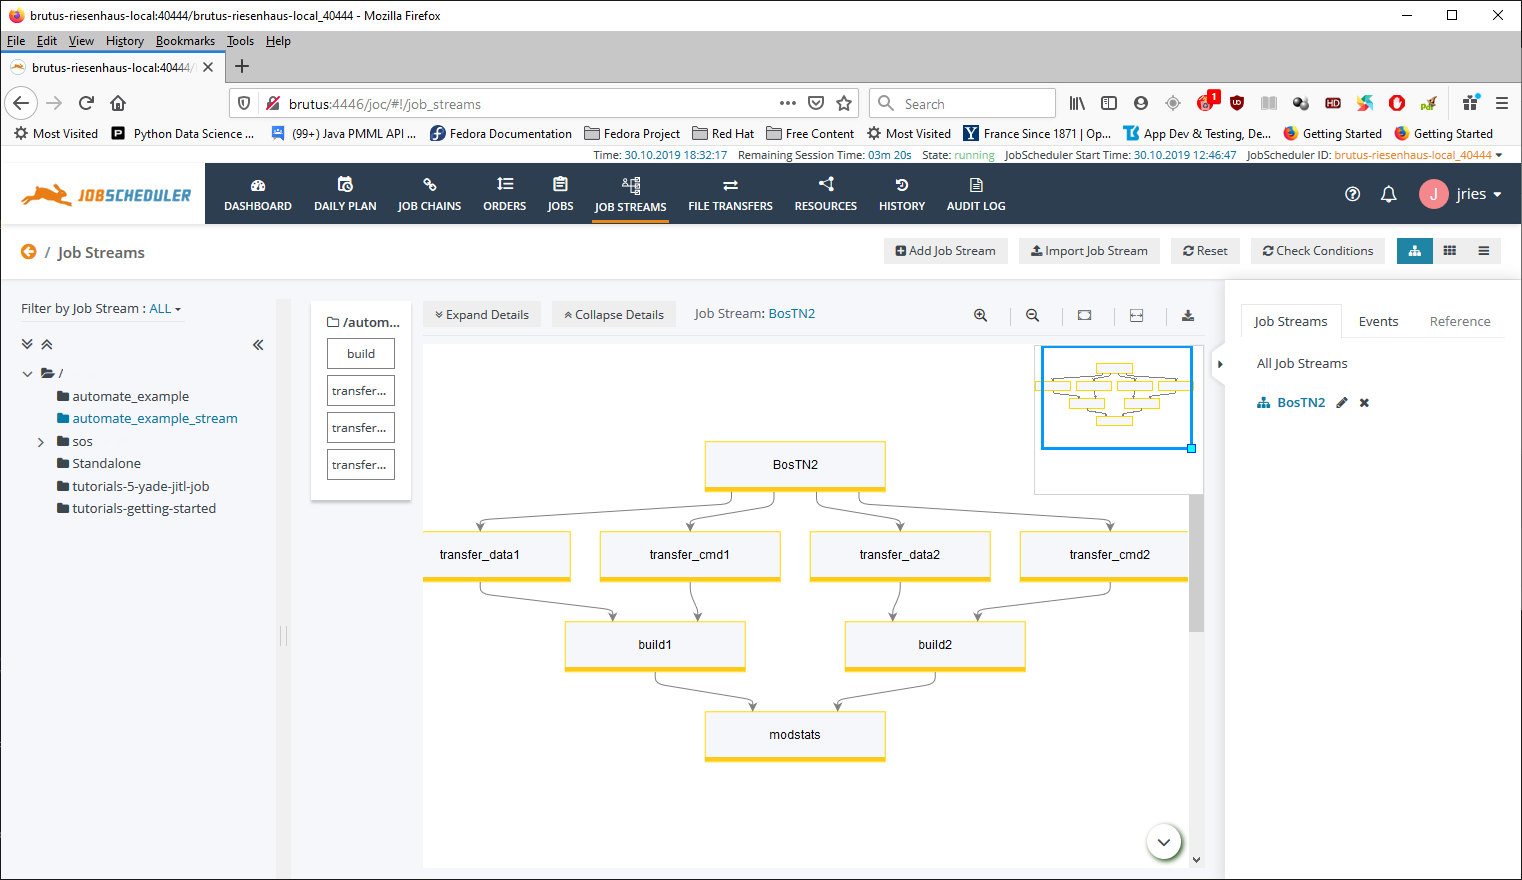 brutus-riesenhaus-local:40444/brutus-riesenhaus-local_40444 - Mozilla Firefox
File Edit View History Bookmarks Tools Help
brutus-riesenhaus-local:40444/
brutus:4446/joc/#!/job_streams
Search
1
HD
Most Visited Python Data Science ... (99+) Java PMML API ... Fedora Documentation Fedora Project Red Hat Free Content Most Visited France Since 1871 | Op... App Dev & Testing, De... Getting Started Getting Started
Time: 30.10.2019 18:32:17 Remaining Session Time: 03m 20s State: running JobScheduler Start Time: 30.10.2019 12:46:47 JobScheduler ID: brutus-riesenhaus-local_40444
JOBSCHEDULER
DASHBOARD DAILY PLAN JOB CHAINS ORDERS JOBS JOB STREAMS FILE TRANSFERS RESOURCES HISTORY AUDIT LOG
J jries
/ Job Streams
Add Job Stream Import Job Stream Reset Check Conditions
Filter by Job Stream : ALL
/
automate_example
automate_example_stream
sos
Standalone
tutorials-5-yade-jitl-job
tutorials-getting-started
/autom...
build
transfer...
transfer...
transfer...
Expand Details Collapse Details Job Stream: BosTN2
BosTN2
transfer_data1 transfer_cmd1 transfer_data2 transfer_cmd2
build1 build2
modstats
Job Streams Events Reference
All Job Streams
BosTN2